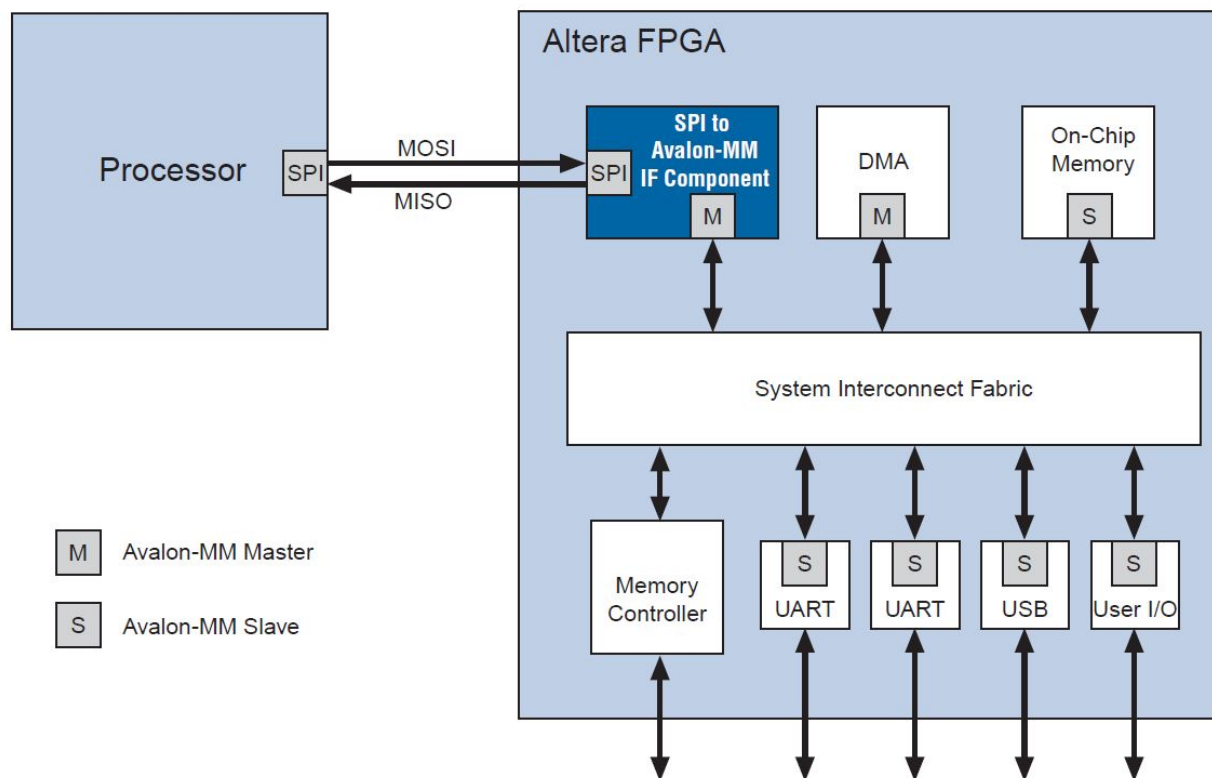 Altera FPGA
Processor
SPI
MOSI
MISO
SPI
SPI to
Avalon-MM
IF Component
M
DMA
M
On-Chip
Memory
S
System Interconnect Fabric
Memory
Controller
S
UART
S
UART
S
USB
S
User I/O
M Avalon-MM Master
S Avalon-MM Slave